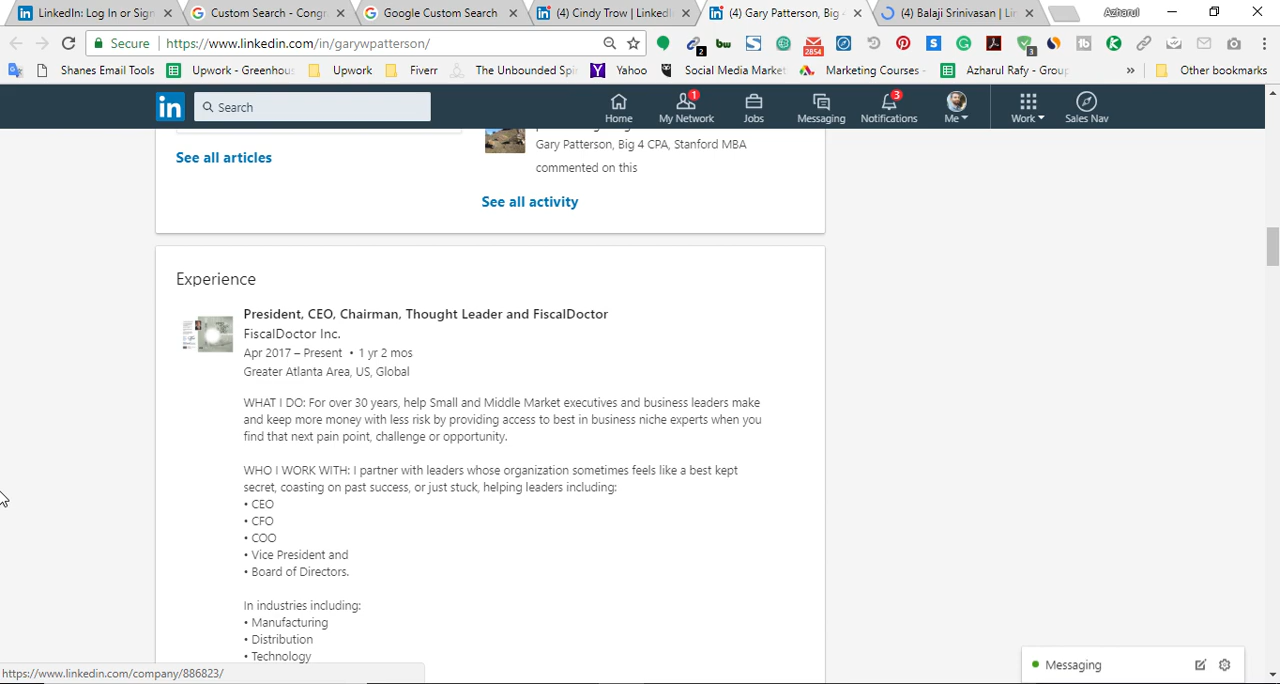 LinkedIn: Log In or Sign
Custom Search - Congr
Google Custom Search
(4) Cindy Trow | LinkedI
(4) Gary Patterson, Big
(4) Balaji Srinivasan | Lin
Azharul
Secure https://www.linkedin.com/in/garywpatterson/
2
2854
3
Shanes Email Tools
Upwork - Greenhous
Upwork
Fiverr
The Unbounded Spi
Yahoo
Social Media Market
Marketing Courses -
Azharul Rafy - Group
Other bookmarks
in Search
1 3
Home My Network Jobs Messaging Notifications Me Work Sales Nav
See all articles
Gary Patterson, Big 4 CPA, Stanford MBA
commented on this
See all activity
Experience
President, CEO, Chairman, Thought Leader and FiscalDoctor
FiscalDoctor Inc.
Apr 2017 – Present • 1 yr 2 mos
Greater Atlanta Area, US, Global
WHAT I DO: For over 30 years, help Small and Middle Market executives and business leaders make
and keep more money with less risk by providing access to best in business niche experts when you
find that next pain point, challenge or opportunity.
WHO I WORK WITH: I partner with leaders whose organization sometimes feels like a best kept
secret, coasting on past success, or just stuck, helping leaders including:
• CEO
• CFO
• COO
• Vice President and
• Board of Directors.
In industries including:
• Manufacturing
• Distribution
• Technology
https://www.linkedin.com/company/886823/
Messaging